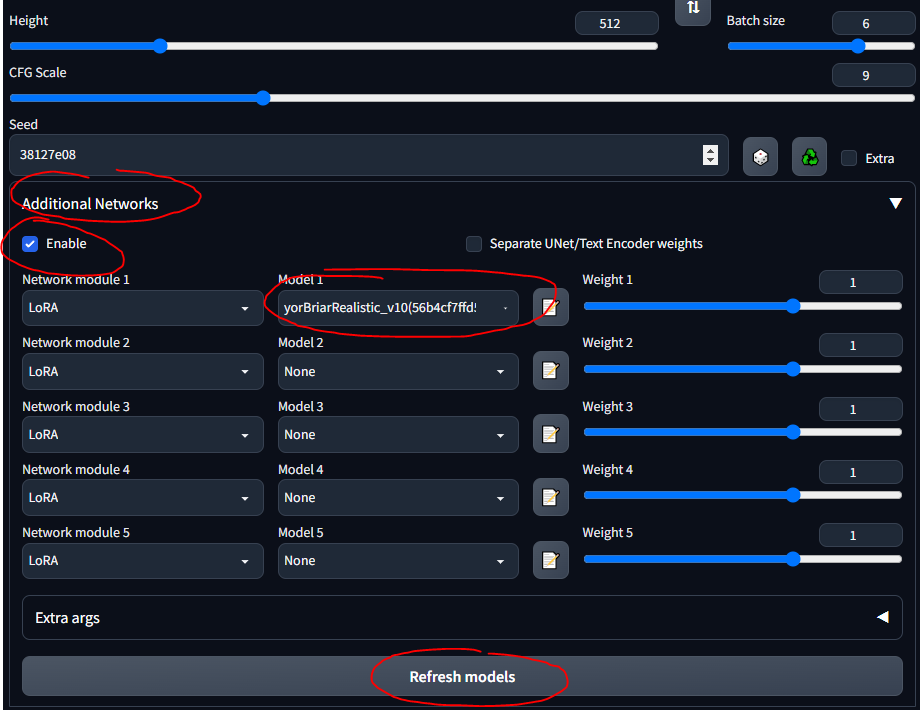 Height
512
Batch size
6
CFG Scale
9
Seed
38127e08
Extra
Additional Networks
Enable
Separate UNet/Text Encoder weights
Network module 1
Model 1
Weight 1
1
LoRA
yorBriarRealistic_v10(56b4cf7ffd
Network module 2
Model 2
Weight 2
1
LoRA
None
Network module 3
Model 3
Weight 3
1
LoRA
None
Network module 4
Model 4
Weight 4
1
LoRA
None
Network module 5
Model 5
Weight 5
1
LoRA
None
Extra args
Refresh models